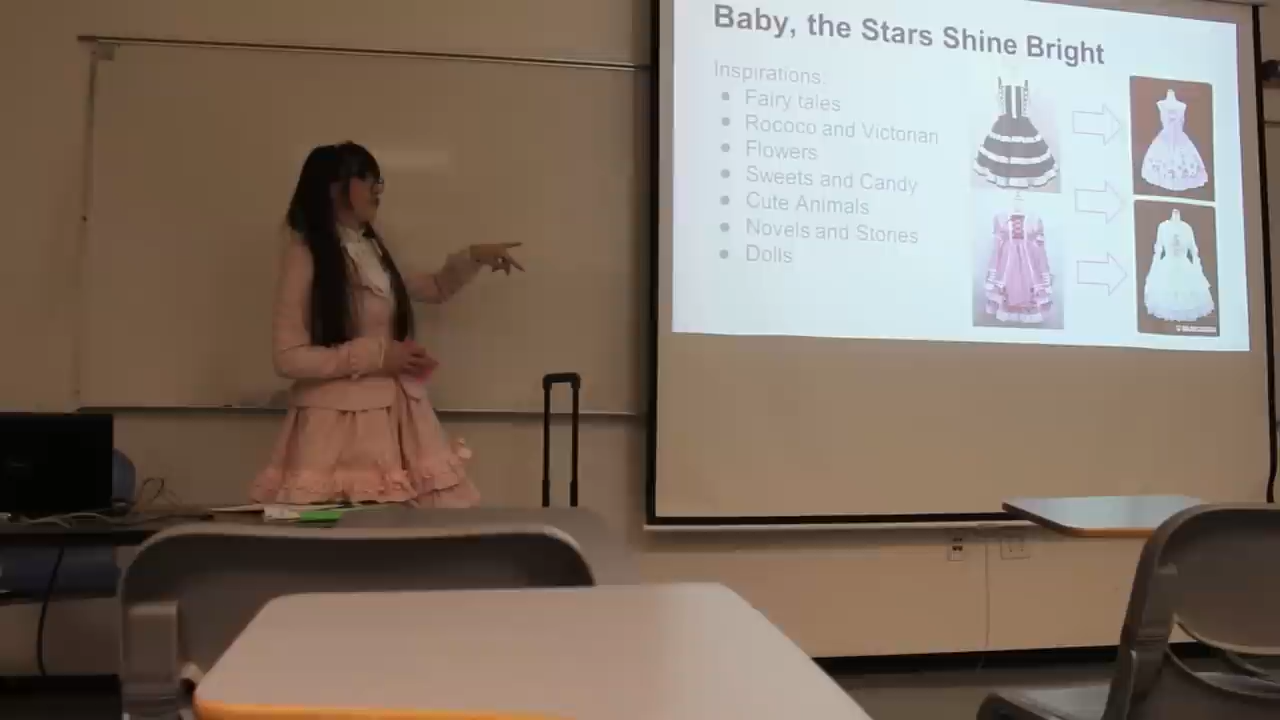 Baby, the Stars Shine Bright
Inspirations:
Fairy tales
Rococo and Victorian
Flowers
Sweets and Candy
Cute Animals
Novels and Stories
Dolls